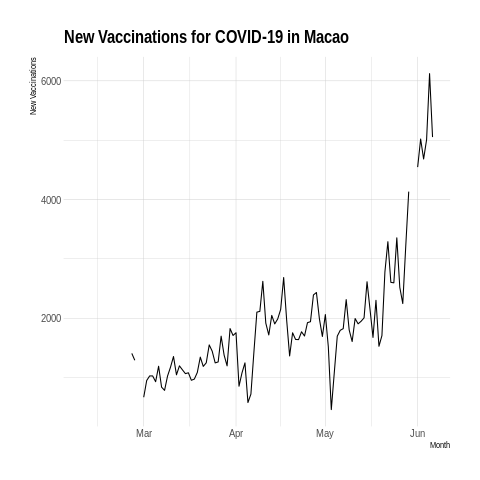 New Vaccinations for COVID-19 in Macao
New Vaccinations
6000
4000
2000
Mar
Apr
May
Jun
Month